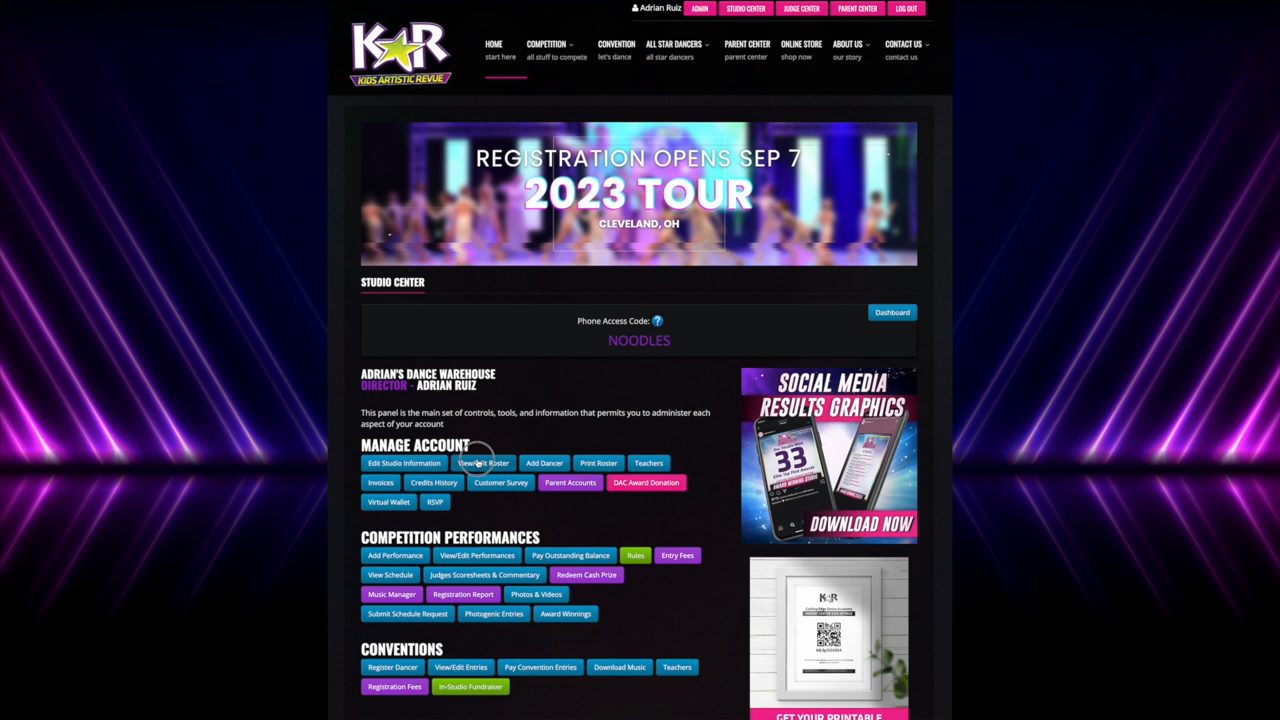 Adrian Ruiz ADMIN STUDIO CENTER JUDGE CENTER PARENT CENTER LOG OUT
KAR
KIDS ARTISTIC REVUE
HOME COMPETITION CONVENTION ALL STAR DANCERS PARENT CENTER ONLINE STORE ABOUT US CONTACT US
start here all stuff to compete let's dance all star dancers parent center shop now our story contact us
REGISTRATION OPENS SEP 7
2023 TOUR
CLEVELAND, OH
STUDIO CENTER
Dashboard
Phone Access Code: ?
NOODLES
ADRIAN'S DANCE WAREHOUSE
DIRECTOR - ADRIAN RUIZ
This panel is the main set of controls, tools, and information that permits you to administer each
aspect of your account
MANAGE ACCOUNT
Edit Studio Information View/Edit Roster Add Dancer Print Roster Teachers
Invoices Credits History Customer Survey Parent Accounts DAC Award Donation
Virtual Wallet RSVP
COMPETITION PERFORMANCES
Add Performance View/Edit Performances Pay Outstanding Balance Rules Entry Fees
View Schedule Judges Scoresheets & Commentary Redeem Cash Prize
Music Manager Registration Report Photos & Videos
Submit Schedule Request Photogenic Entries Award Winnings
CONVENTIONS
Register Dancer View/Edit Entries Pay Convention Entries Download Music Teachers
Registration Fees In-Studio Fundraiser
SOCIAL MEDIA
RESULTS GRAPHICS
33
DOWNLOAD NOW
KAR
Cutting Edge Dance Academy
GET YOUR PRINTABLE